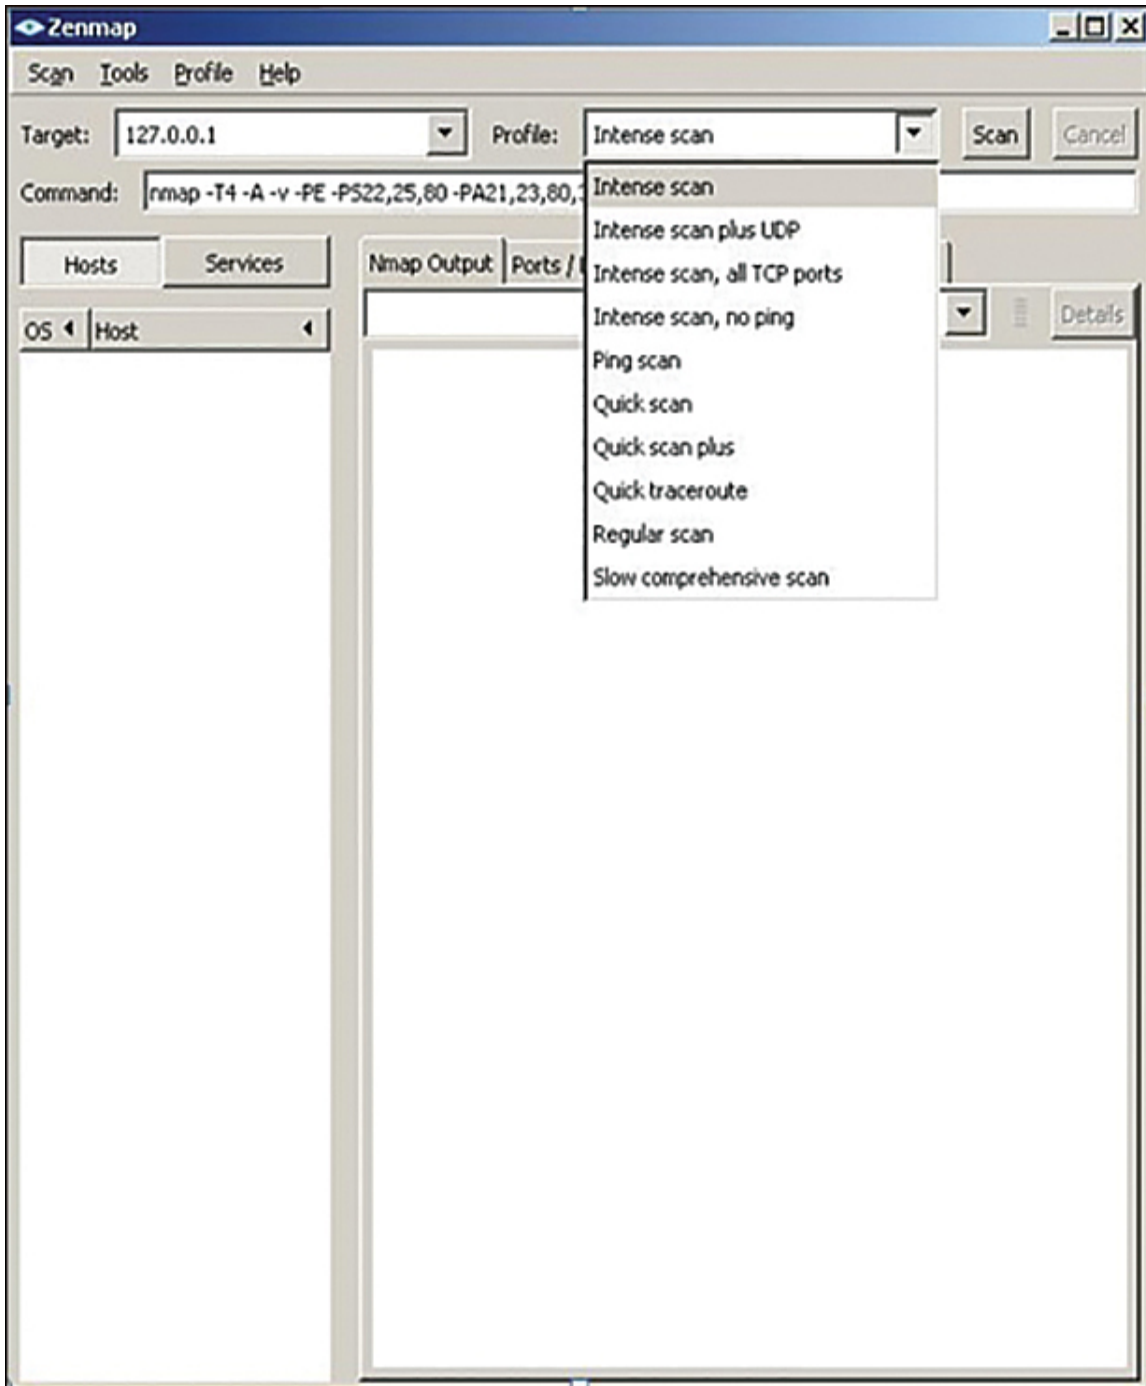 Zenmap
Scan Tools Profile Help
Target: 127.0.0.1 Profile: Intense scan Scan Cancel
Command: nmap -T4 -A -v -PE -PS22,25,80 -PA21,23,80,
Intense scan
Intense scan plus UDP
Intense scan, all TCP ports
Intense scan, no ping
Ping scan
Quick scan
Quick scan plus
Quick traceroute
Regular scan
Slow comprehensive scan
Hosts Services
Nmap Output Ports /
Details
OS Host